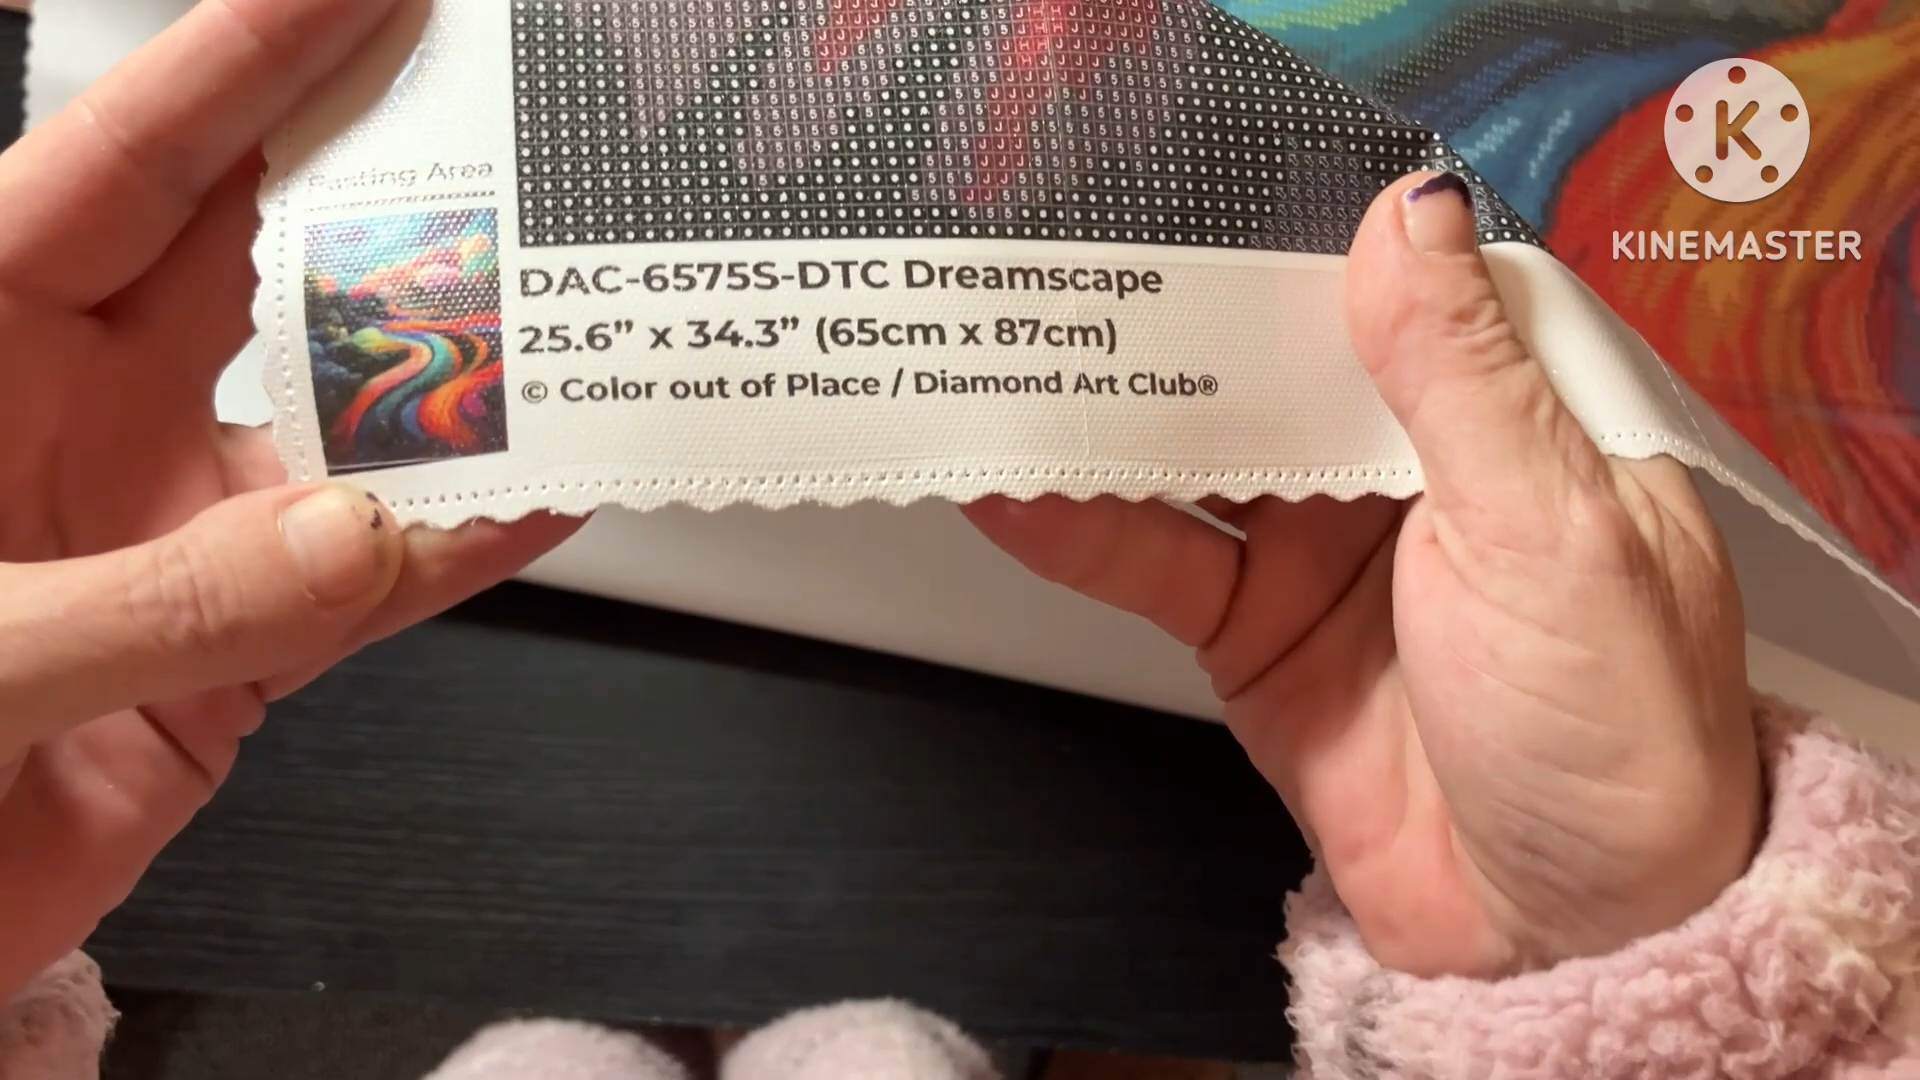 Pasting Area
DAC-6575S-DTC Dreamscape
25.6” x 34.3” (65cm x 87cm)
© Color out of Place / Diamond Art Club®
K
KINEMASTER